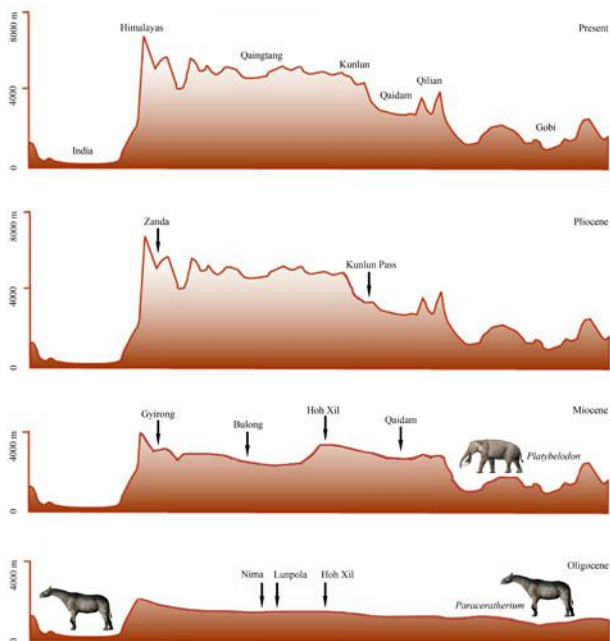 8000 m
4000
0
Himalayas
Qaingtang
Kunlun
Qaidam
Qilian
Gobi
India
Present
8000 m
4000
0
Zanda
Kunlun Pass
Pliocene
4000 m
0
Gyirong
Bulong
Hoh Xil
Qaidam
Platybelodon
Miocene
4000 m
0
Nima
Lunpola
Hoh Xil
Paraceratherium
Oligocene